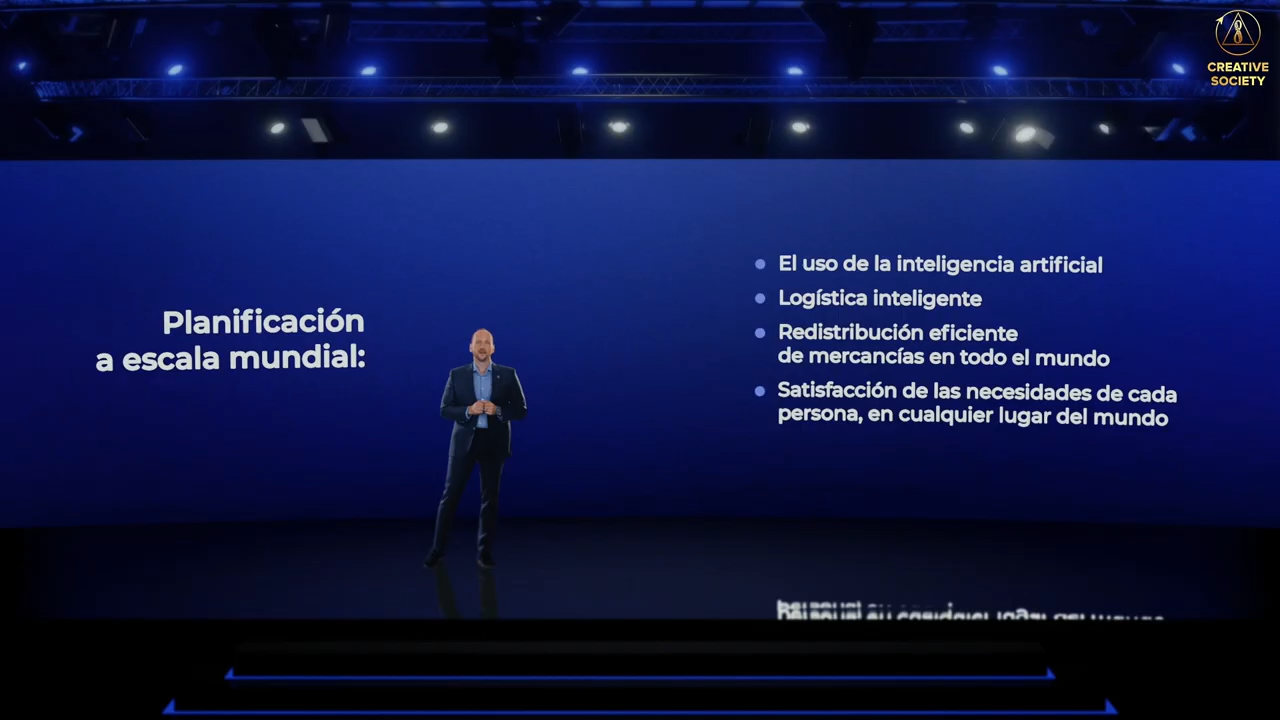 CREATIVE
SOCIETY
Planificación
a escala mundial:
El uso de la inteligencia artificial
Logística inteligente
Redistribución eficiente
de mercancías en todo el mundo
Satisfacción de las necesidades de cada
persona, en cualquier lugar del mundo